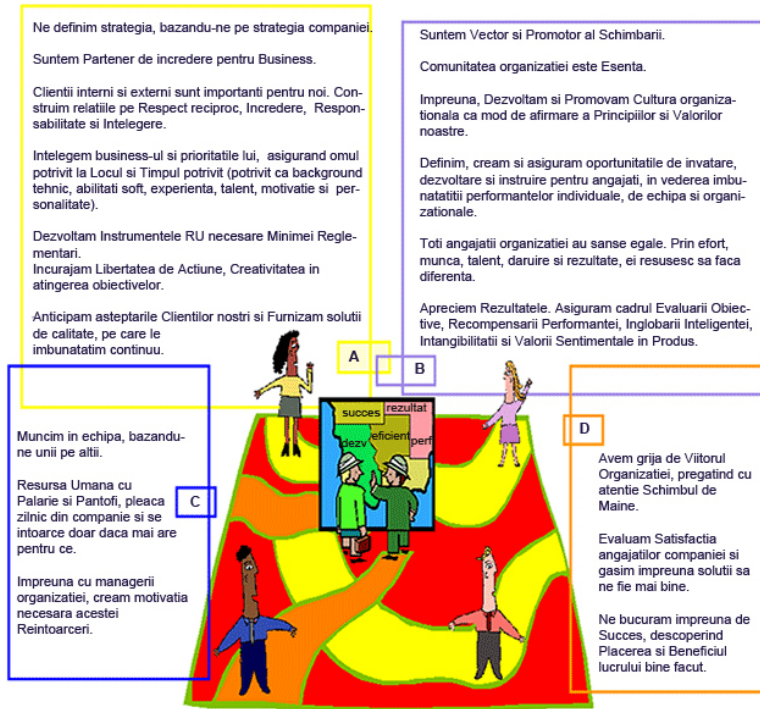 Ne definim strategia, bazandu-ne pe strategia companiei.
Suntem Partener de incredere pentru Business.
Clientii interni si externi sunt importanti pentru noi. Con-
struim relatiile pe Respect reciproc, Incredere, Respon-
sabilitate si Intelegere.
Intelegem business-ul si prioritatile lui, asigurand omul
potrivit la Locul si Timpul potrivit (potrivit ca background
tehnic, abilitati soft, experienta, talent, motivatie si per-
sonalitate).
Dezvoltam Instrumentele RU necesare Minimei Regle-
mentari.
Incurajam Libertatea de Actiune, Creativitatea in
atingerea obiectivelor.
Anticipam asteptarile Clientilor nostri si Furnizam solutii
de calitate, pe care le
imbunatatim continuu.
A
Suntem Vector si Promotor al Schimbarii.
Comunitatea organizatiei este Esenta.
Impreuna, Dezvoltam si Promovam Cultura organiza-
tionala ca mod de afirmare a Principiilor si Valorilor
noastre.
Definim, cream si asiguram oportunitatile de invatare,
dezvoltare si instruire pentru angajati, in vederea imbu-
natatitii performantelor individuale, de echipa si organi-
zationale.
Toti angajatii organizatiei au sanse egale. Prin efort,
munca, talent, daruire si rezultate, ei resusesc sa faca
diferenta.
Apreciem Rezultatele. Asiguram cadrul Evaluarii Obiec-
tive, Recompensarii Performantei, Inglobarii Inteligentei,
Intangibilitatii si Valorii Sentimentale in Produs.
B
succes
rezultat
dezv
eficient
perf
Muncim in echipa, bazandu-
ne unii pe altii.
Resursa Umana cu
Palarie si Pantofi, pleaca
zilnic din companie si se
intoarce doar daca mai are
pentru ce.
Impreuna cu managerii
organizatiei, cream motivatia
necesara acestei
Reintoarceri.
C
D
Avem grija de Viitorul
Organizatiei, pregatind cu
atentie Schimbul de
Maine.
Evaluam Satisfactia
angajatilor companiei si
gasim impreuna solutii sa
ne fie mai bine.
Ne bucuram impreuna de
Succes, descoperind
Placerea si Beneficiul
lucrului bine facut.